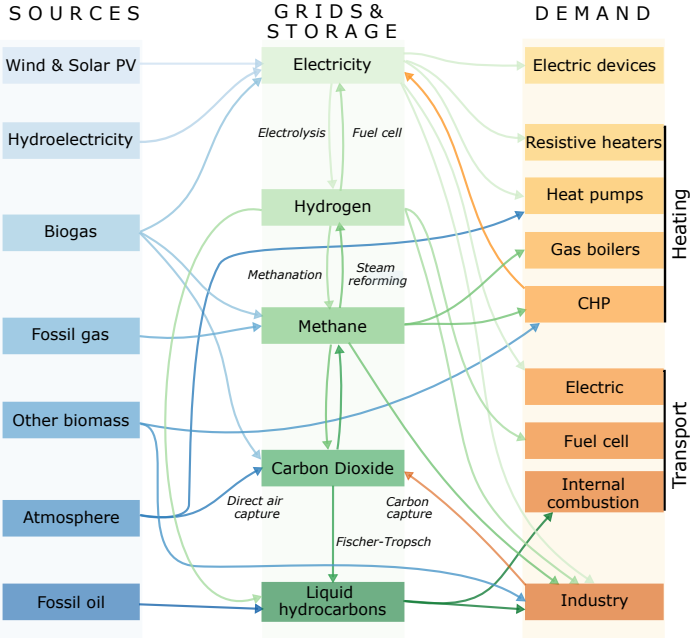 SOURCES
GRIDS &
STORAGE
DEMAND
Wind & Solar PV
Hydroelectricity
Biogas
Fossil gas
Other biomass
Atmosphere
Fossil oil
Electricity
Electrolysis
Fuel cell
Hydrogen
Methanation
Steam
reforming
Methane
Carbon Dioxide
Direct air
capture
Carbon
capture
Fischer-Tropsch
Liquid
hydrocarbons
Electric devices
Resistive heaters
Heat pumps
Gas boilers
CHP
Heating
Electric
Fuel cell
Internal
combustion
Transport
Industry